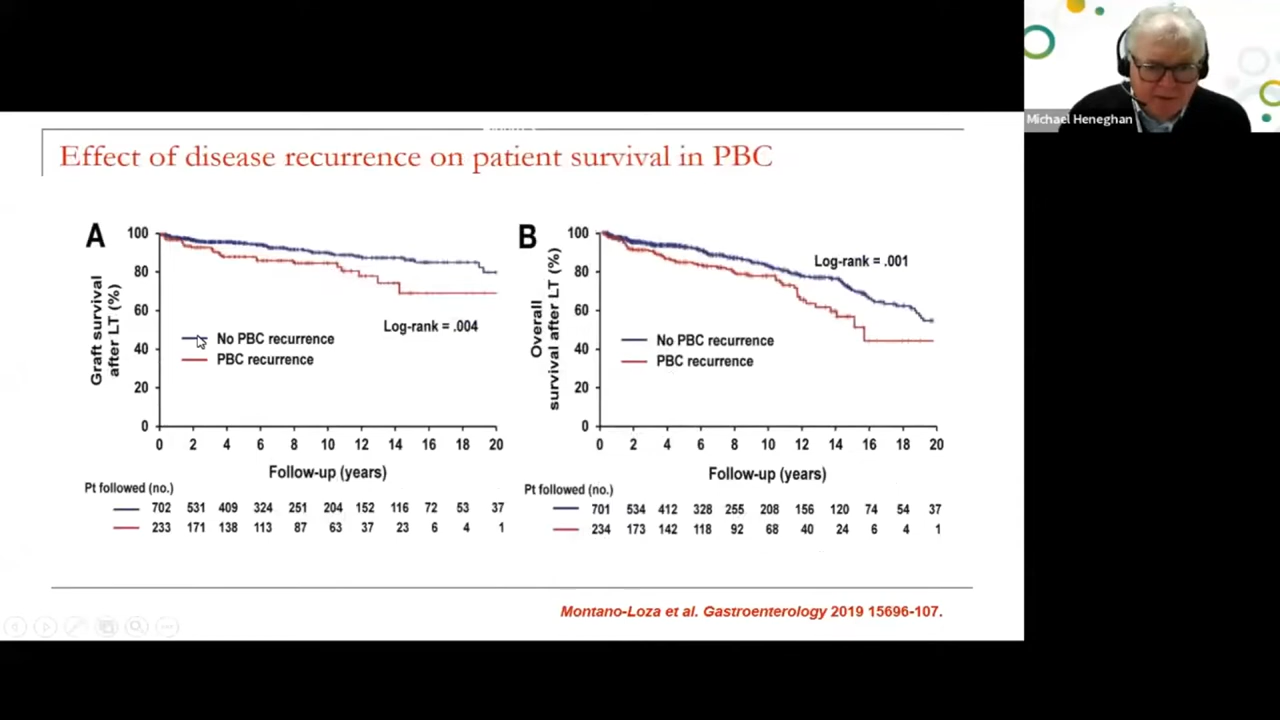 Michael Heneghan
Effect of disease recurrence on patient survival in PBC
A
Graft survival
after LT (%)
100
80
60
40
20
0
Log-rank = .004
No PBC recurrence
PBC recurrence
0 2 4 6 8 10 12 14 16 18 20
Follow-up (years)
Pt followed (no.)
702 531 409 324 251 204 152 116 72 53 37
233 171 138 113 87 63 37 23 6 4 1
B
Overall
survival after LT (%)
100
80
60
40
20
0
Log-rank = .001
No PBC recurrence
PBC recurrence
0 2 4 6 8 10 12 14 16 18 20
Follow-up (years)
Pt followed (no.)
701 534 412 328 255 208 156 120 74 54 37
234 173 142 118 92 68 40 24 6 4 1
Montano-Loza et al. Gastroenterology 2019 15696-107.